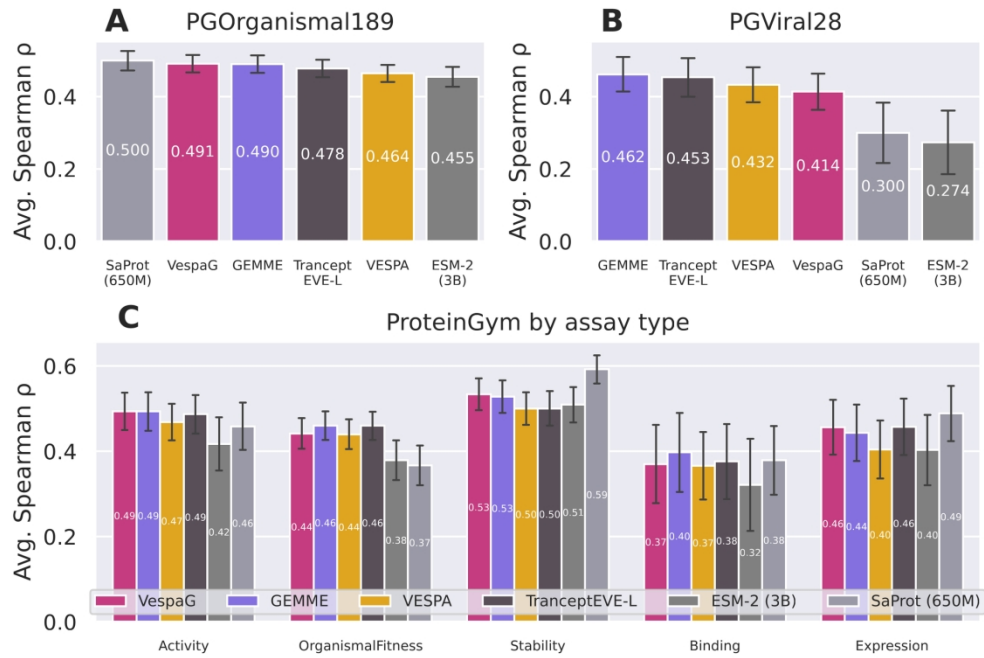 A PGOrganismal189
Avg. Spearman ρ
0.4
0.2
0.0
0.500 0.491 0.490 0.478 0.464 0.455
SaProt (650M) VespaG GEMME Trancept EVE-L VESPA ESM-2 (3B)
B PGViral28
Avg. Spearman ρ
0.4
0.2
0.0
0.462 0.453 0.432 0.414 0.300 0.274
GEMME Trancept EVE-L VESPA VespaG SaProt (650M) ESM-2 (3B)
C ProteinGym by assay type
Avg. Spearman ρ
0.6
0.4
0.2
0.0
0.49 0.49 0.47 0.49 0.42 0.46
0.44 0.46 0.44 0.46 0.38 0.37
0.53 0.53 0.50 0.50 0.51 0.59
0.37 0.40 0.37 0.38 0.32 0.38
0.46 0.44 0.40 0.46 0.40 0.49
VespaG GEMME VESPA TranceptEVE-L ESM-2 (3B) SaProt (650M)
Activity OrganismalFitness Stability Binding Expression